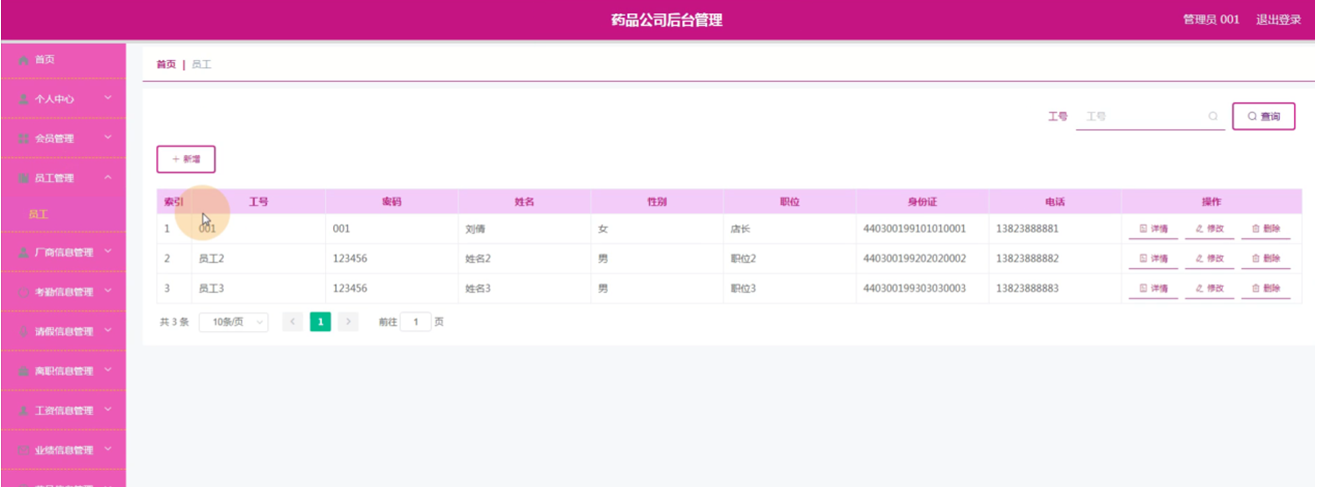 药品公司后台管理
管理员 001 退出登录
首页
个人中心
会员管理
员工管理
员工
厂商信息管理
考勤信息管理
请假信息管理
离职信息管理
工资信息管理
业绩信息管理
首页 | 员工
工号 工号 查询
+ 新增
索引 工号 密码 姓名 性别 职位 身份证 电话 操作
1 001 001 刘倩 女 店长 440300199101010001 13823888881 详情 修改 删除
2 员工2 123456 姓名2 男 职位2 440300199202020002 13823888882 详情 修改 删除
3 员工3 123456 姓名3 男 职位3 440300199303030003 13823888883 详情 修改 删除
共 3 条 10条/页 < 1 > 前往 1 页